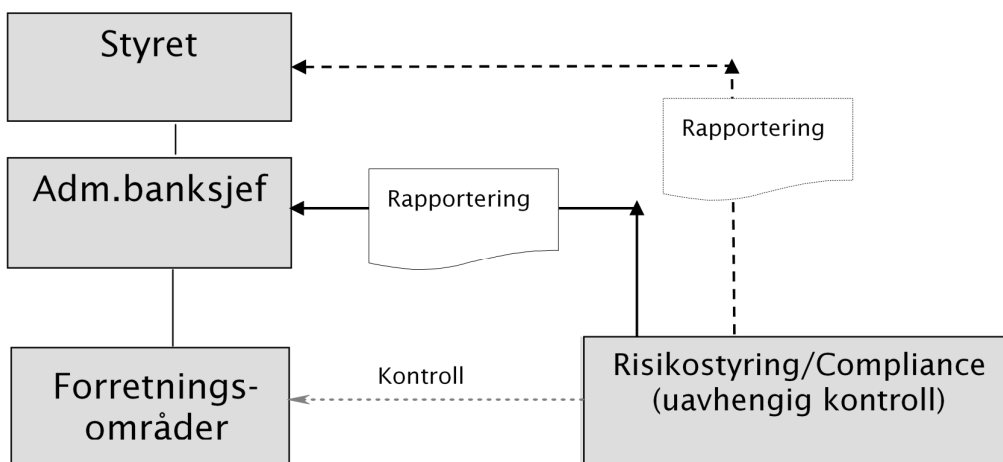 Styret
Rapportering
Adm.banksjef
Rapportering
Forretnings-
områder
Kontroll
Risikostyring/Compliance
(uavhengig kontroll)